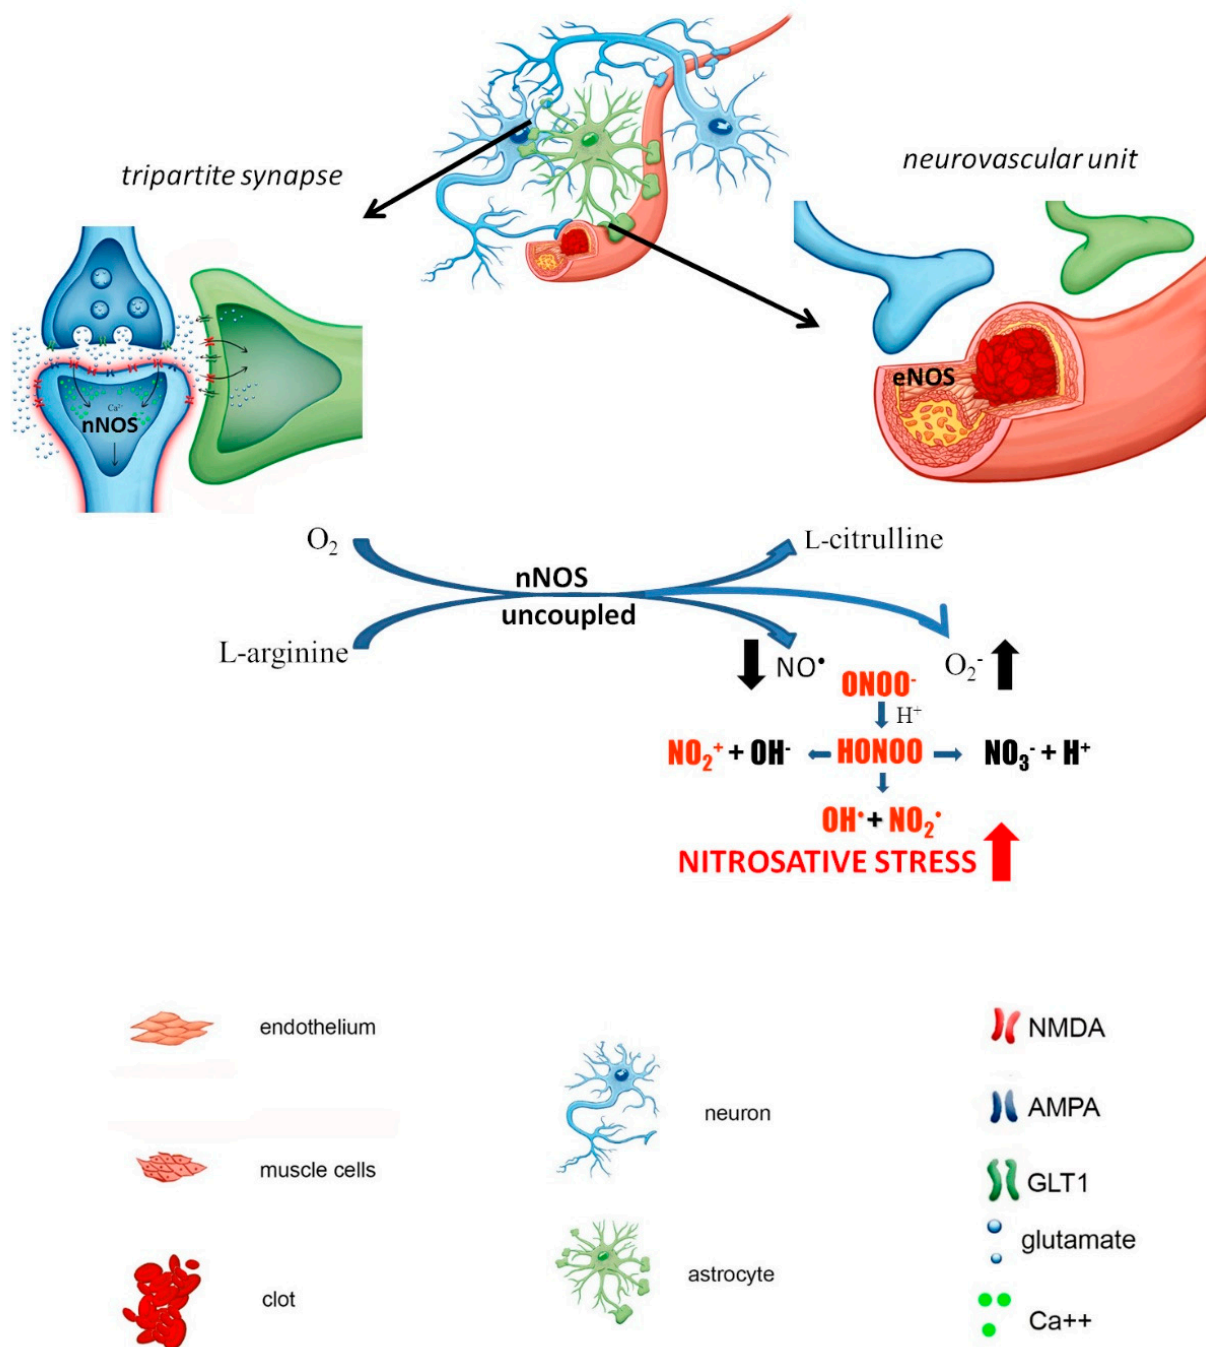 tripartite synapse
neurovascular unit
eNOS
Ca²⁺
nNOS
O₂
L-citrulline
nNOS
uncoupled
L-arginine
NO•
O₂⁻
ONOO⁻
H⁺
NO₂⁺ + OH⁻
HONOO
NO₃⁻ + H⁺
OH• + NO₂•
NITROSATIVE STRESS
endothelium
NMDA
neuron
AMPA
muscle cells
GLT1
glutamate
astrocyte
clot
Ca++